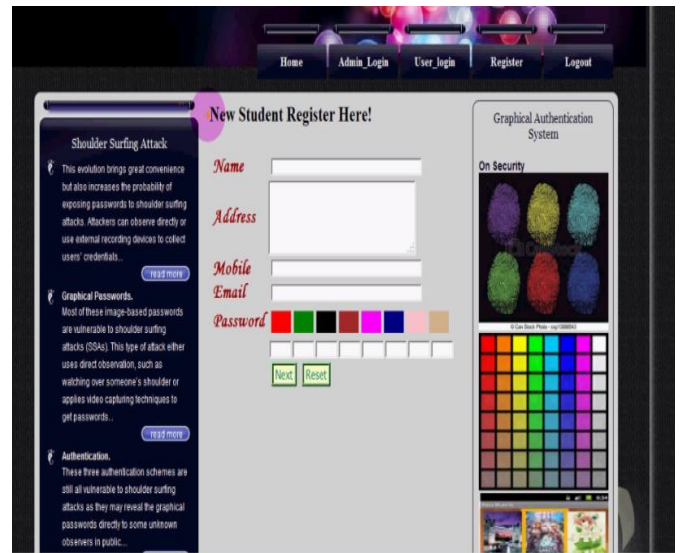 Home Admin_Login User_login Register Logout
Shoulder Surfing Attack
This evolution brings great convenience
but also increases the probability of
exposing passwords to shoulder surfing
attacks. Attackers can observe directly or
use external recording devices to collect
users' credentials...
read more
Graphical Passwords.
Most of these image-based passwords
are vulnerable to shoulder surfing
attacks (SSAs). This type of attack either
uses direct observation, such as
watching over someone's shoulder or
applies video capturing techniques to
get passwords...
read more
Authentication.
These three authentication schemes are
still all vulnerable to shoulder surfing
attacks as they may reveal the graphical
passwords directly to some unknown
observers in public...
New Student Register Here!
Name
Address
Mobile
Email
Password
Next Reset
Graphical Authentication
System
On Security
© Can Stock Photo